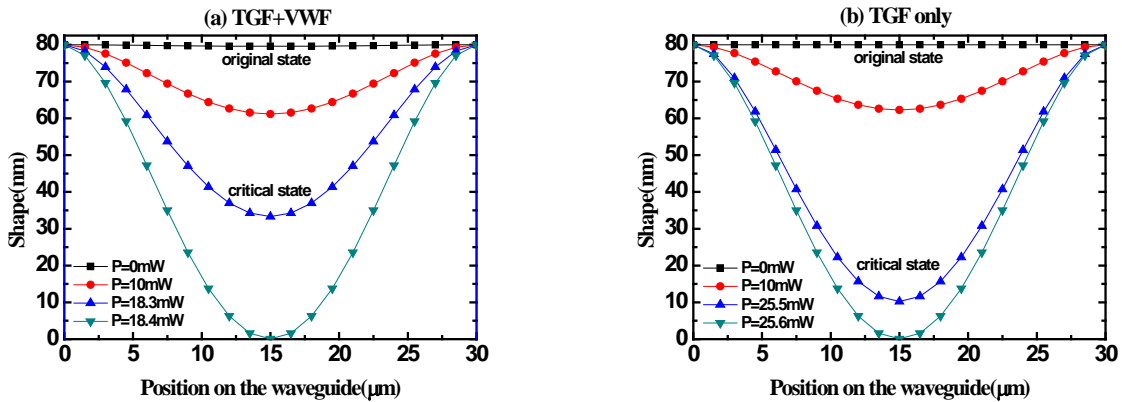 (a) TGF+VWF
80
70
60
50
40
30
20
10
0
Shape(nm)
original state
critical state
P=0mW
P=10mW
P=18.3mW
P=18.4mW
0 5 10 15 20 25 30
Position on the waveguide(μm)
(b) TGF only
80
70
60
50
40
30
20
10
0
Shape(nm)
original state
critical state
P=0mW
P=10mW
P=25.5mW
P=25.6mW
0 5 10 15 20 25 30
Position on the waveguide(μm)